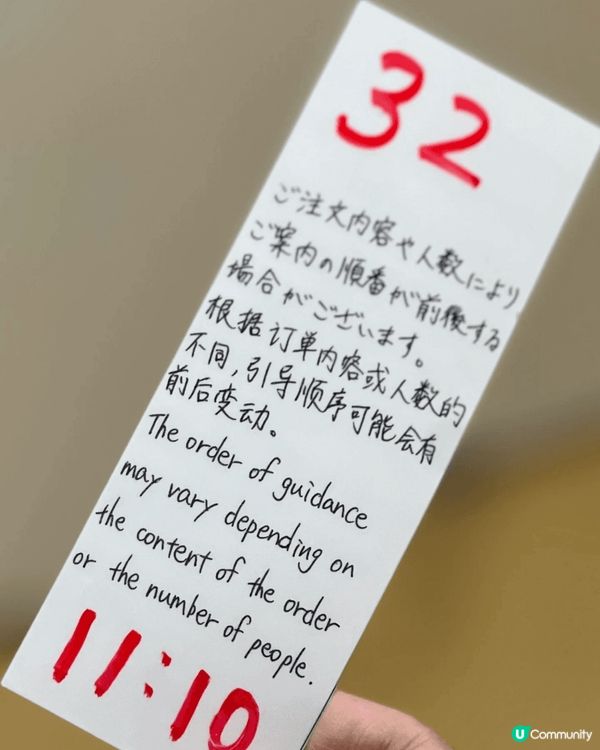 32
ご注文内容や人数により
ご案内の順番が前後する
場合がございます。
根据订单内容或人数的
不同,引导顺序可能会有
前后变动。
The order of guidance
may vary depending on
the content of the order
or the number of people.
11:10
U Community